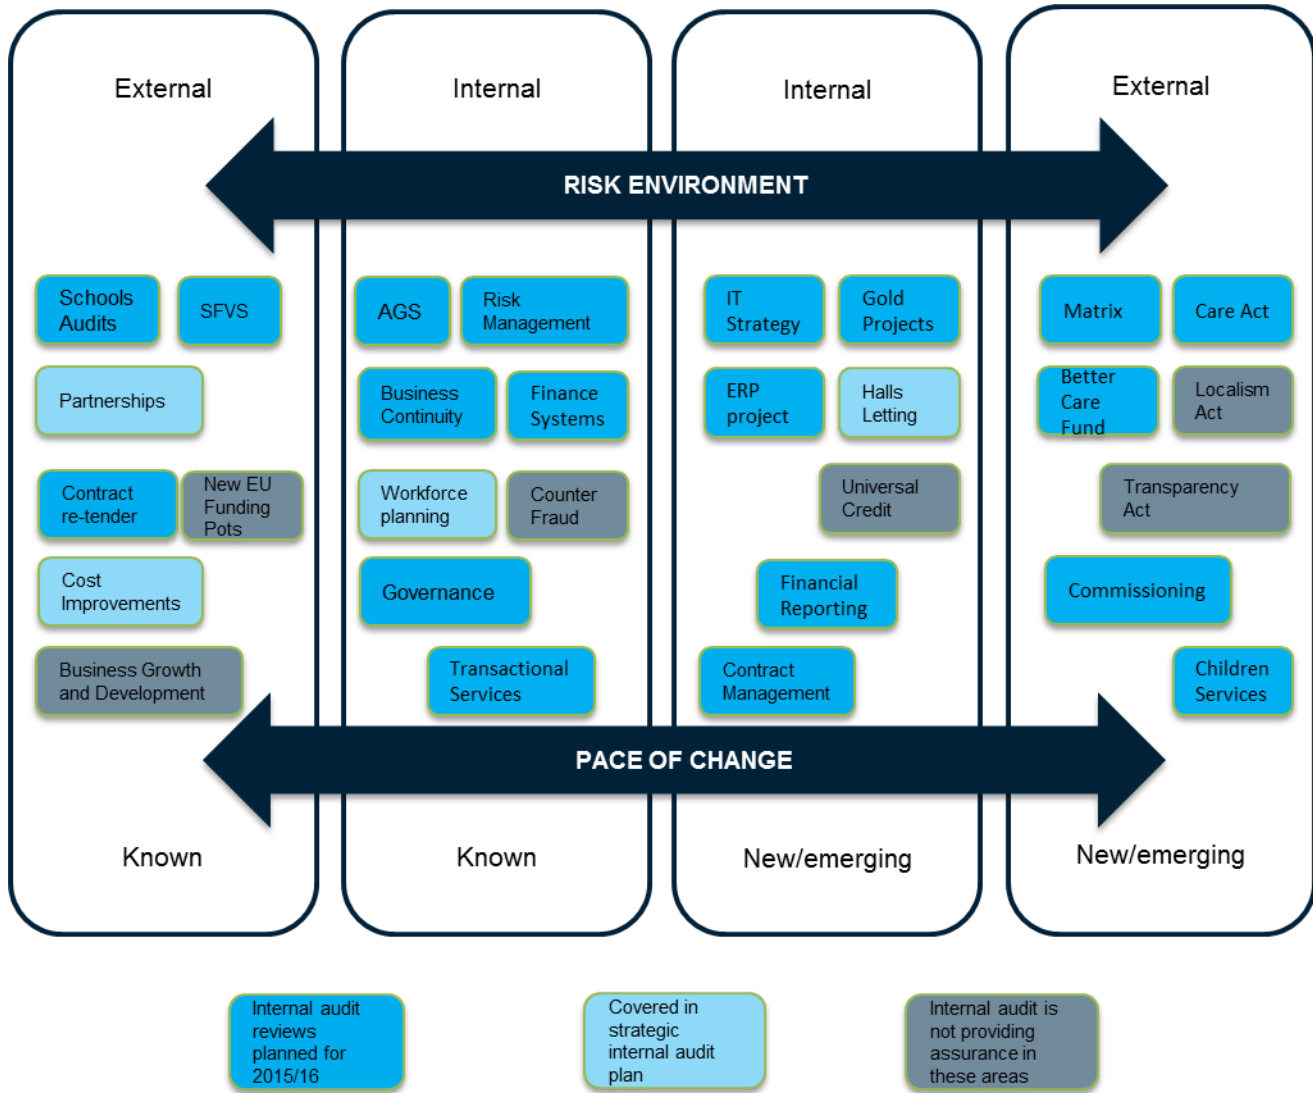 External
Internal
Internal
External
RISK ENVIRONMENT
Schools
Audits
SFVS
AGS
Risk
Management
IT
Strategy
Gold
Projects
Matrix
Care Act
Partnerships
Business
Continuity
Finance
Systems
ERP
project
Halls
Letting
Better
Care
Fund
Localism
Act
Contract
re-tender
New EU
Funding
Pots
Workforce
planning
Counter
Fraud
Universal
Credit
Transparency
Act
Cost
Improvements
Governance
Financial
Reporting
Commissioning
Business Growth
and Development
Transactional
Services
Contract
Management
Children
Services
PACE OF CHANGE
Known
Known
New/emerging
New/emerging
Internal audit
reviews
planned for
2015/16
Covered in
strategic
internal audit
plan
Internal audit is
not providing
assurance in
these areas